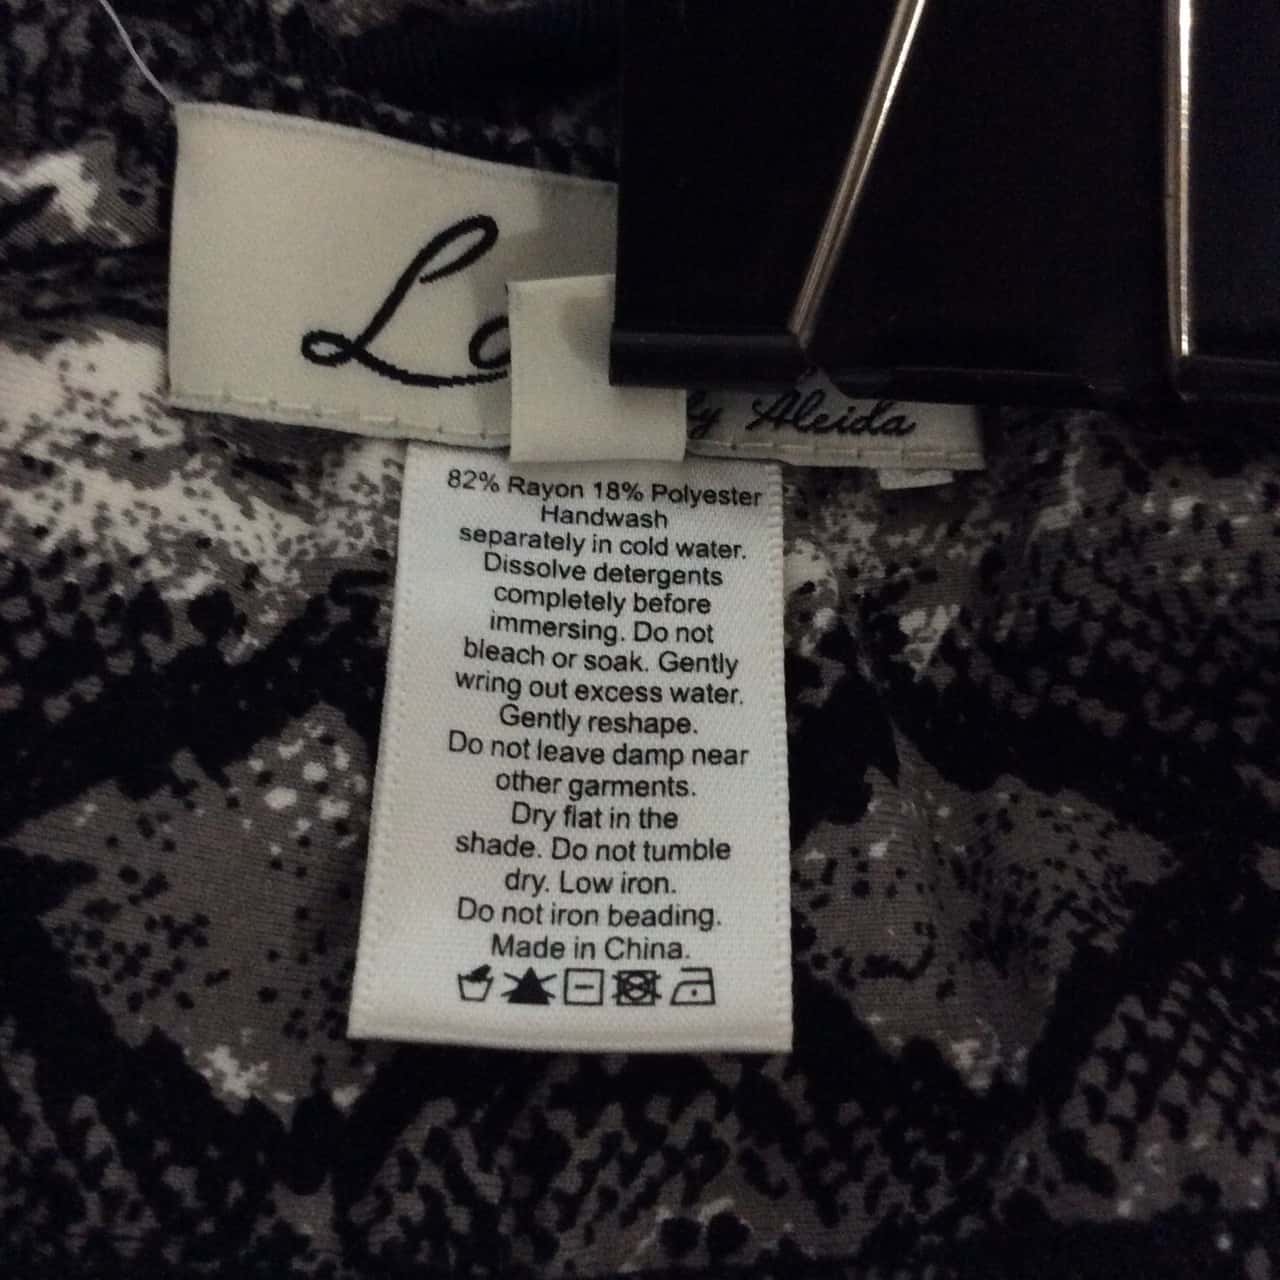 Lo
by Aleida
82% Rayon 18% Polyester
Handwash
separately in cold water.
Dissolve detergents
completely before
immersing. Do not
bleach or soak. Gently
wring out excess water.
Gently reshape.
Do not leave damp near
other garments.
Dry flat in the
shade. Do not tumble
dry. Low iron.
Do not iron beading.
Made in China.